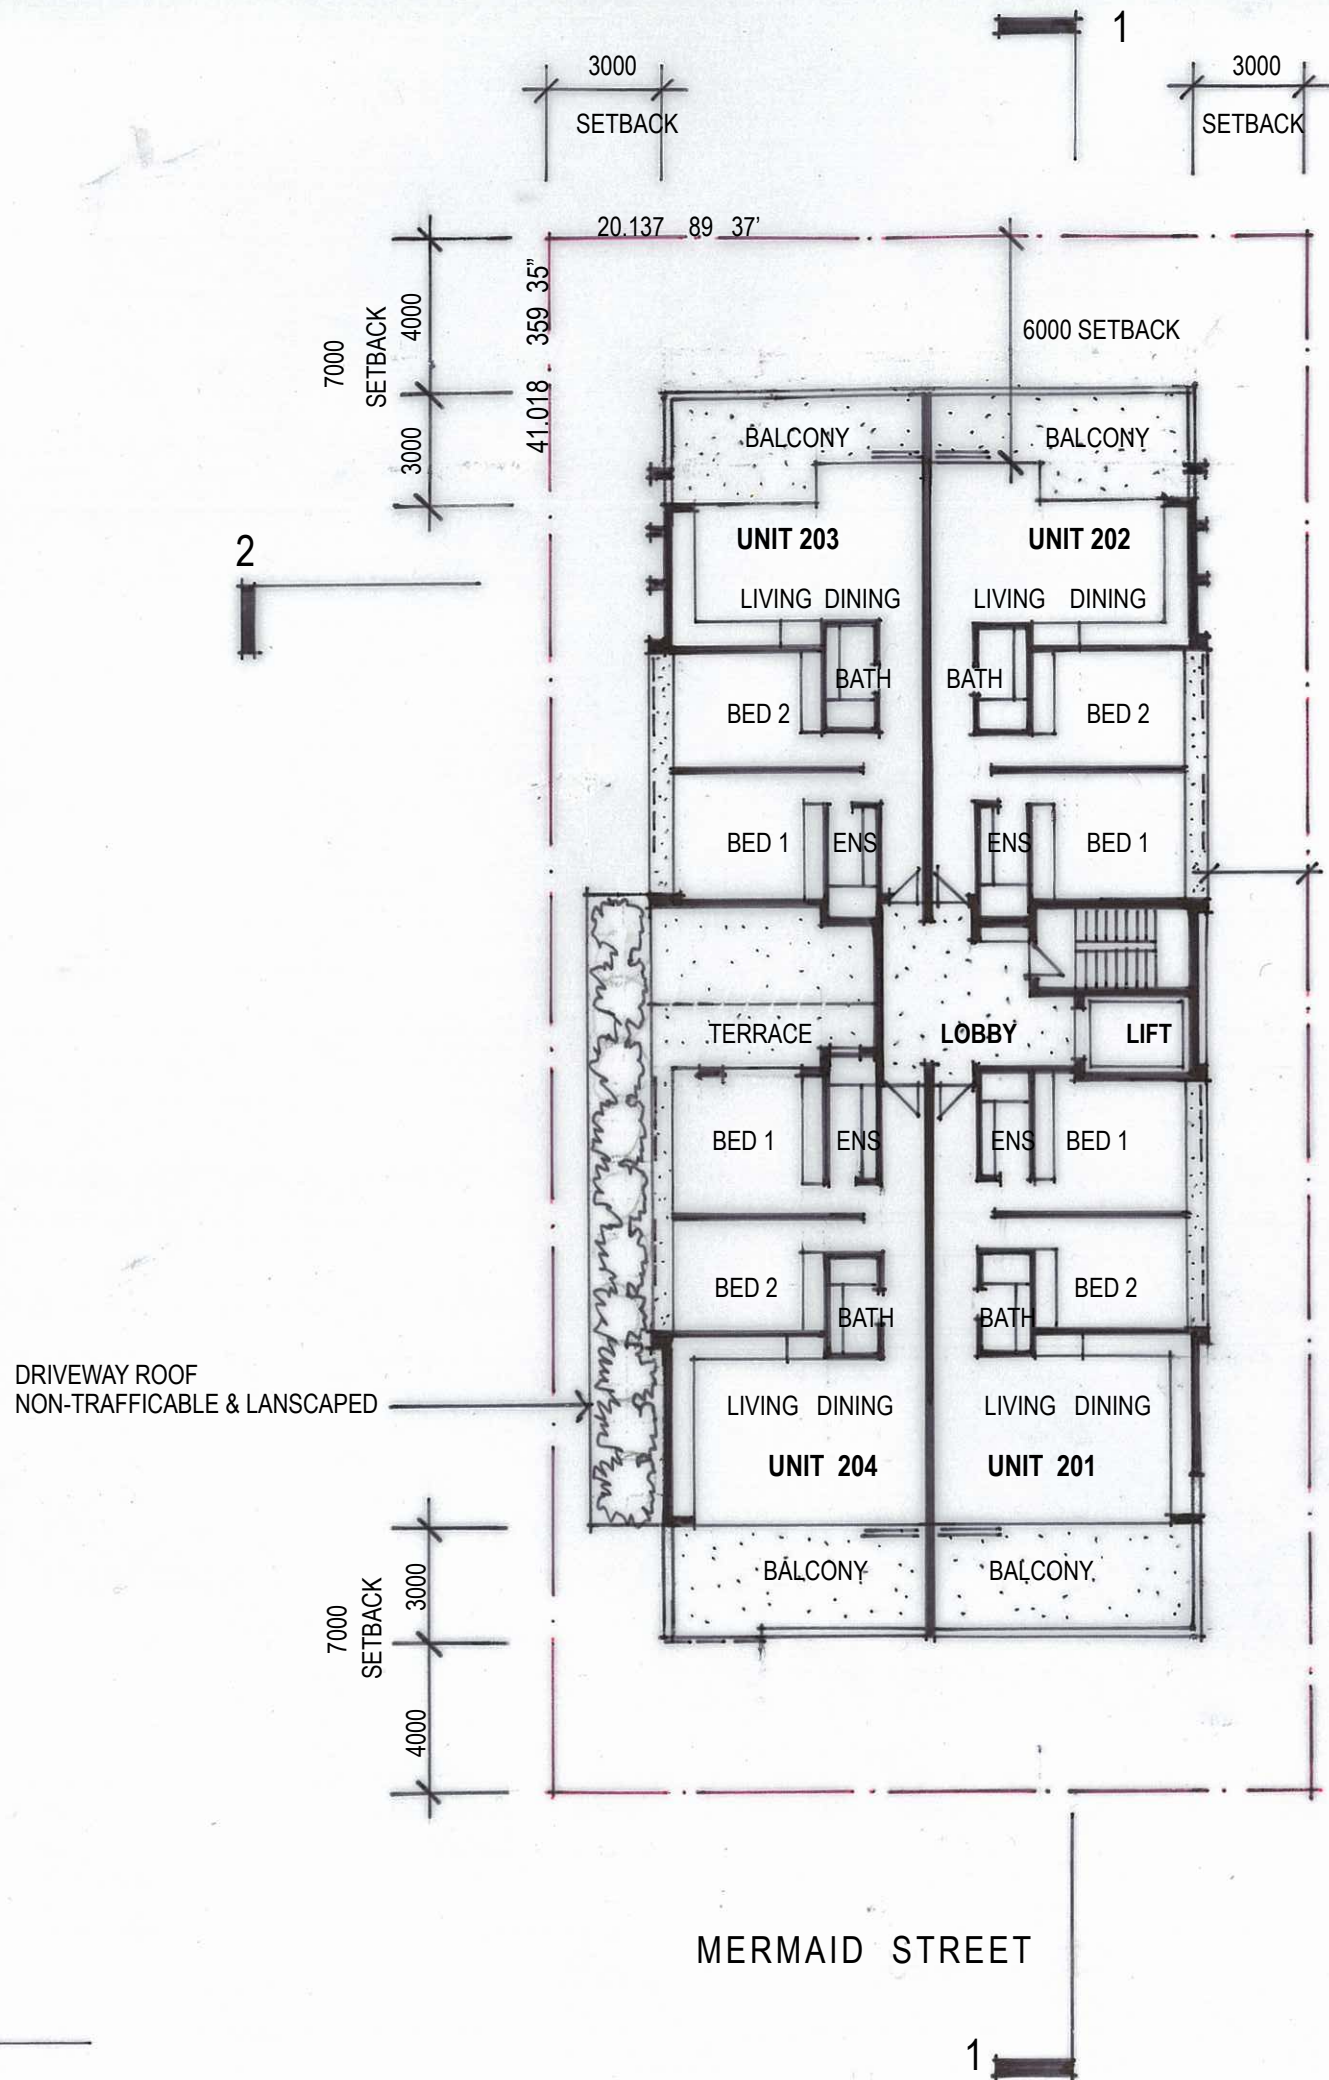 1
3000
SETBACK
3000
SETBACK
20.137 89 37'
41.018 359 35"
7000
SETBACK
4000
3000
6000 SETBACK
BALCONY
BALCONY
2
UNIT 203
UNIT 202
LIVING DINING
LIVING DINING
BATH
BATH
BED 2
BED 2
BED 1
ENS
ENS
BED 1
TERRACE
LOBBY
LIFT
BED 1
ENS
ENS
BED 1
BED 2
BATH
BATH
BED 2
DRIVEWAY ROOF
NON-TRAFFICABLE & LANSCAPED
LIVING DINING
LIVING DINING
UNIT 204
UNIT 201
BALCONY
BALCONY
7000
SETBACK
3000
4000
MERMAID STREET
1